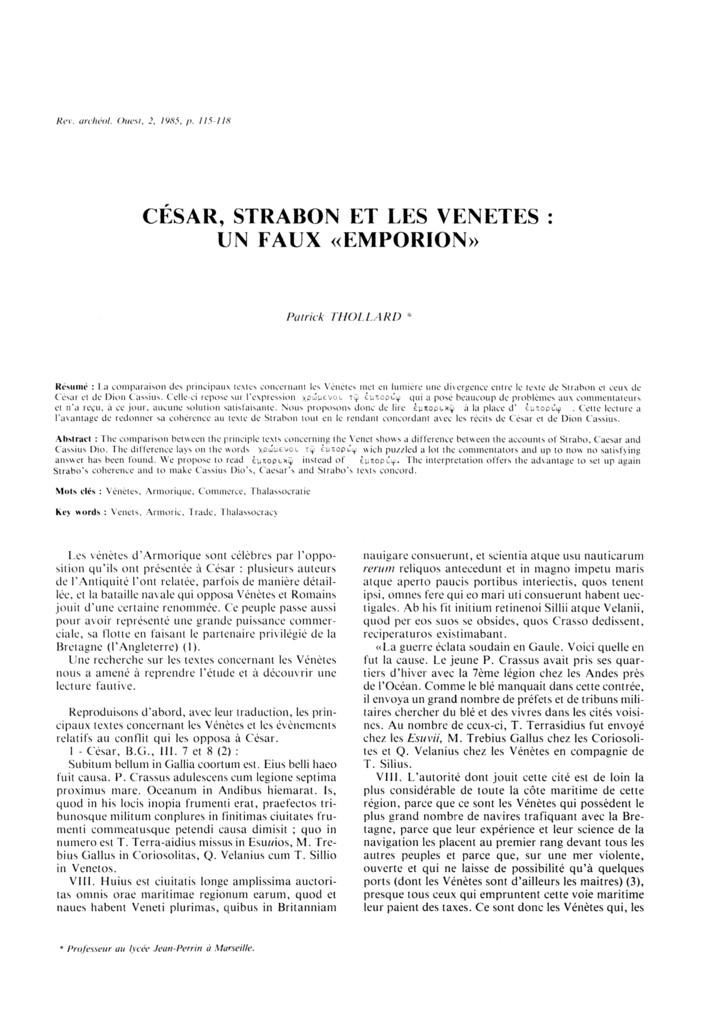 Rev. archéol. Ouest, 2, 1985, p. 115-118
CÉSAR, STRABON ET LES VENETES :
UN FAUX «EMPORION»
Patrick THOLLARD *
Résumé : La comparaison des principaux textes concernant les Vénètes met en lumière une divergence entre le texte de Strabon et ceux de
César et de Dion Cassius. Celle-ci repose sur l'expression χρώμενοι τῷ ἐμπορίῳ qui a posé beaucoup de problèmes aux commentateurs
et n'a reçu, à ce jour, aucune solution satisfaisante. Nous proposons donc de lire ἐμπορικῷ à la place d' ἐμπορίῳ . Cette lecture a
l'avantage de redonner sa cohérence au texte de Strabon tout en le rendant concordant avec les récits de César et de Dion Cassius.
Abstract : The comparison between the principle texts concerning the Venet shows a difference between the accounts of Strabo, Caesar and
Cassius Dio. The difference lays on the words χρώμενοι τῷ ἐμπορίῳ wich puzzled a lot the commentators and up to now no satisfying
answer has been found. We propose to read ἐμπορικῷ instead of ἐμπορίῳ. The interpretation offers the advantage to set up again
Strabo's coherence and to make Cassius Dio's, Caesar's and Strabo's texts concord.
Mots clés : Vénètes, Armorique, Commerce, Thalassocratie
Key words : Venets, Armoric, Trade, Thalassocracy
Les vénètes d'Armorique sont célèbres par l'oppo-
sition qu'ils ont présentée à César : plusieurs auteurs
de l'Antiquité l'ont relatée, parfois de manière détail-
lée, et la bataille navale qui opposa Vénètes et Romains
jouit d'une certaine renommée. Ce peuple passe aussi
pour avoir représenté une grande puissance commer-
ciale, sa flotte en faisant le partenaire privilégié de la
Bretagne (l'Angleterre) (1).
Une recherche sur les textes concernant les Vénètes
nous a amené à reprendre l'étude et à découvrir une
lecture fautive.
Reproduisons d'abord, avec leur traduction, les prin-
cipaux textes concernant les Vénètes et les évènements
relatifs au conflit qui les opposa à César.
1 - César, B.G., III. 7 et 8 (2) :
Subitum bellum in Gallia coortum est. Eius belli haeo
fuit causa. P. Crassus adulescens cum legione septima
proximus mare. Oceanum in Andibus hiemarat. Is,
quod in his locis inopia frumenti erat, praefectos tri-
bunosque militum conplures in finitimas ciuitates fru-
menti commeatusque petendi causa dimisit ; quo in
numero est T. Terra-aidius missus in Esuuios, M. Tre-
bius Gallus in Coriosolitas, Q. Velanius cum T. Sillio
in Venetos.
VIII. Huius est ciuitatis longe amplissima auctori-
tas omnis orae maritimae regionum earum, quod et
naues habent Veneti plurimas, quibus in Britanniam
nauigare consuerunt, et scientia atque usu nauticarum
rerum reliquos antecedunt et in magno impetu maris
atque aperto paucis portibus interiectis, quos tenent
ipsi, omnes fere qui eo mari uti consuerunt habent uec-
tigales. Ab his fit initium retinenoi Sillii atque Velanii,
quod per eos suos se obsides, quos Crasso dedissent,
reciperaturos existimabant.
«La guerre éclata soudain en Gaule. Voici quelle en
fut la cause. Le jeune P. Crassus avait pris ses quar-
tiers d'hiver avec la 7ème légion chez les Andes près
de l'Océan. Comme le blé manquait dans cette contrée,
il envoya un grand nombre de préfets et de tribuns mili-
taires chercher du blé et des vivres dans les cités voisi-
nes. Au nombre de ceux-ci, T. Terrasidius fut envoyé
chez les Esuvii, M. Trebius Gallus chez les Coriosoli-
tes et Q. Velanius chez les Vénètes en compagnie de
T. Silius.
VIII. L'autorité dont jouit cette cité est de loin la
plus considérable de toute la côte maritime de cette
région, parce que ce sont les Vénètes qui possèdent le
plus grand nombre de navires trafiquant avec la Bre-
tagne, parce que leur expérience et leur science de la
navigation les placent au premier rang devant tous les
autres peuples et parce que, sur une mer violente,
ouverte et qui ne laisse de possibilité qu'à quelques
ports (dont les Vénètes sont d'ailleurs les maitres) (3),
presque tous ceux qui empruntent cette voie maritime
leur paient des taxes. Ce sont donc les Vénètes qui, les
* Professeur au lycée Jean-Perrin à Marseille.